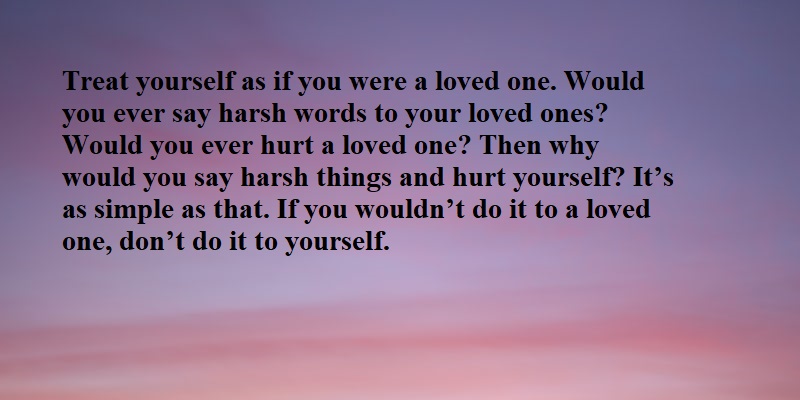 Treat yourself as if you were a loved one. Would
you ever say harsh words to your loved ones?
Would you ever hurt a loved one? Then why
would you say harsh things and hurt yourself? It’s
as simple as that. If you wouldn’t do it to a loved
one, don’t do it to yourself.